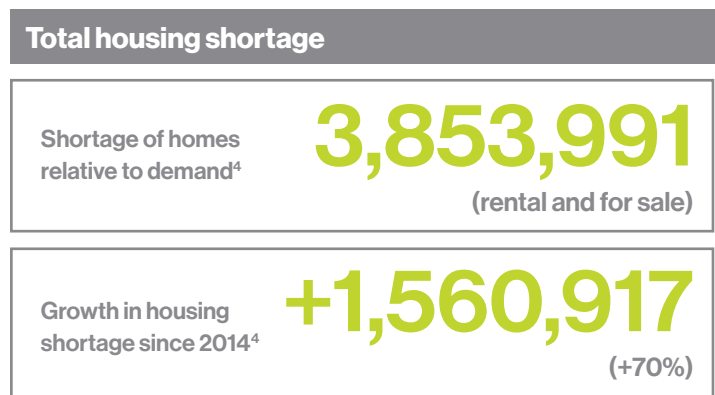 Total housing shortage
Shortage of homes
relative to demand⁴
3,853,991
(rental and for sale)
Growth in housing
shortage since 2014⁴
+1,560,917
(+70%)